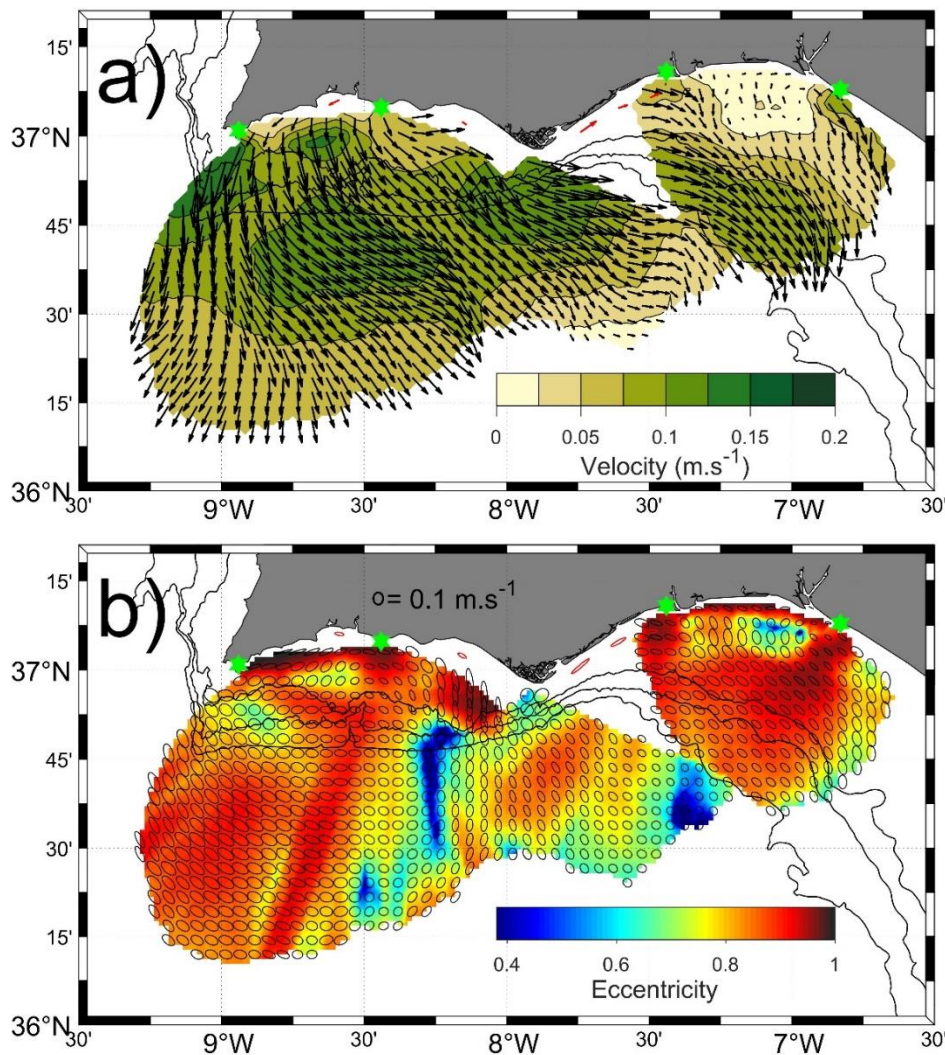 a)
15'
37°N
45'
30'
15'
36°N
0 0.05 0.1 0.15 0.2
Velocity (m.s⁻¹)
30' 9°W 30' 8°W 30' 7°W 30'
b)
o= 0.1 m.s⁻¹
15'
37°N
45'
30'
15'
36°N
0.4 0.6 0.8 1
Eccentricity
30' 9°W 30' 8°W 30' 7°W 30'